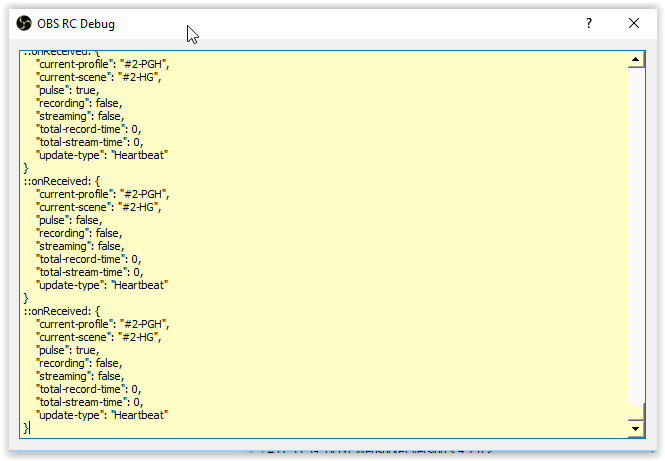 OBS RC Debug
::onReceived: {
"current-profile": "#2-PGH",
"current-scene": "#2-HG",
"pulse": true,
"recording": false,
"streaming": false,
"total-record-time": 0,
"total-stream-time": 0,
"update-type": "Heartbeat"
}
::onReceived: {
"current-profile": "#2-PGH",
"current-scene": "#2-HG",
"pulse": false,
"recording": false,
"streaming": false,
"total-record-time": 0,
"total-stream-time": 0,
"update-type": "Heartbeat"
}
::onReceived: {
"current-profile": "#2-PGH",
"current-scene": "#2-HG",
"pulse": true,
"recording": false,
"streaming": false,
"total-record-time": 0,
"total-stream-time": 0,
"update-type": "Heartbeat"
}